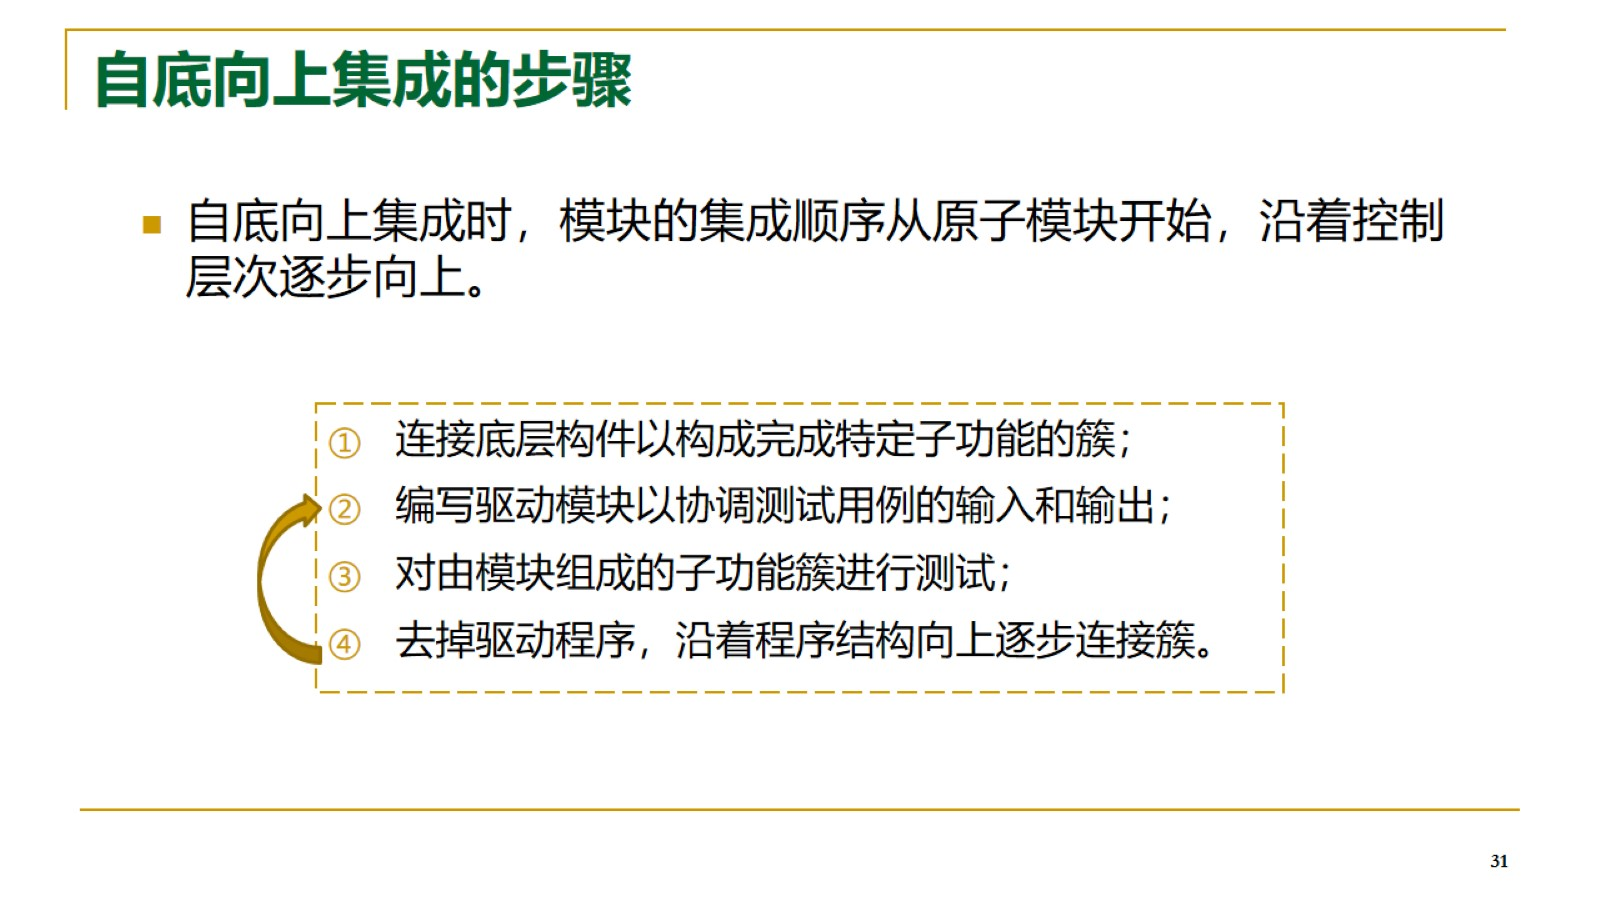 自底向上集成的步骤
自底向上集成时，模块的集成顺序从原子模块开始，沿着控制
层次逐步向上。
① 连接底层构件以构成完成特定子功能的簇；
② 编写驱动模块以协调测试用例的输入和输出；
③ 对由模块组成的子功能簇进行测试；
④ 去掉驱动程序，沿着程序结构向上逐步连接簇。
31